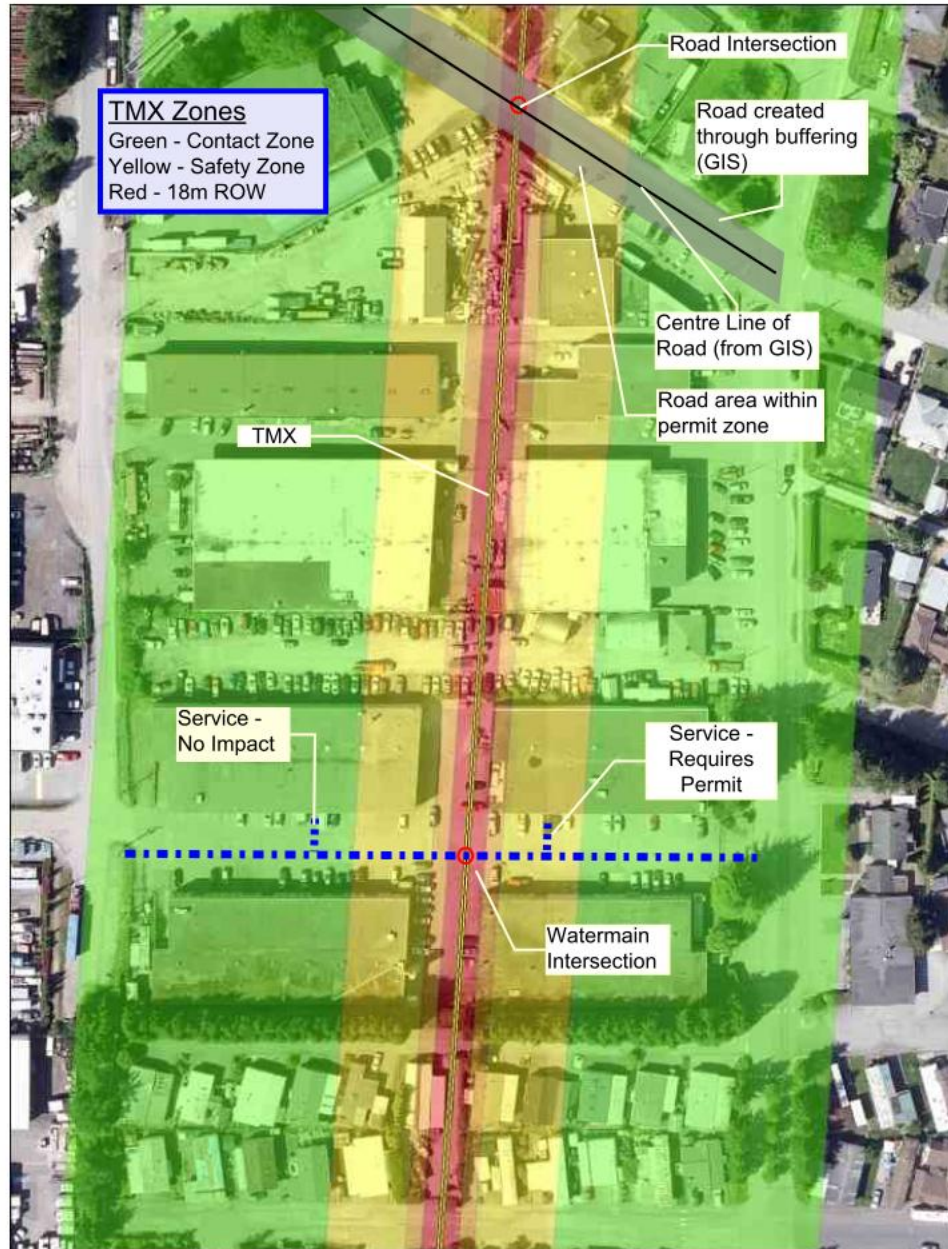 Road Intersection
TMX Zones
Green - Contact Zone
Yellow - Safety Zone
Red - 18m ROW
Road created
through buffering
(GIS)
Centre Line of
Road (from GIS)
Road area within
permit zone
TMX
Service -
No Impact
Service -
Requires
Permit
Watermain
Intersection